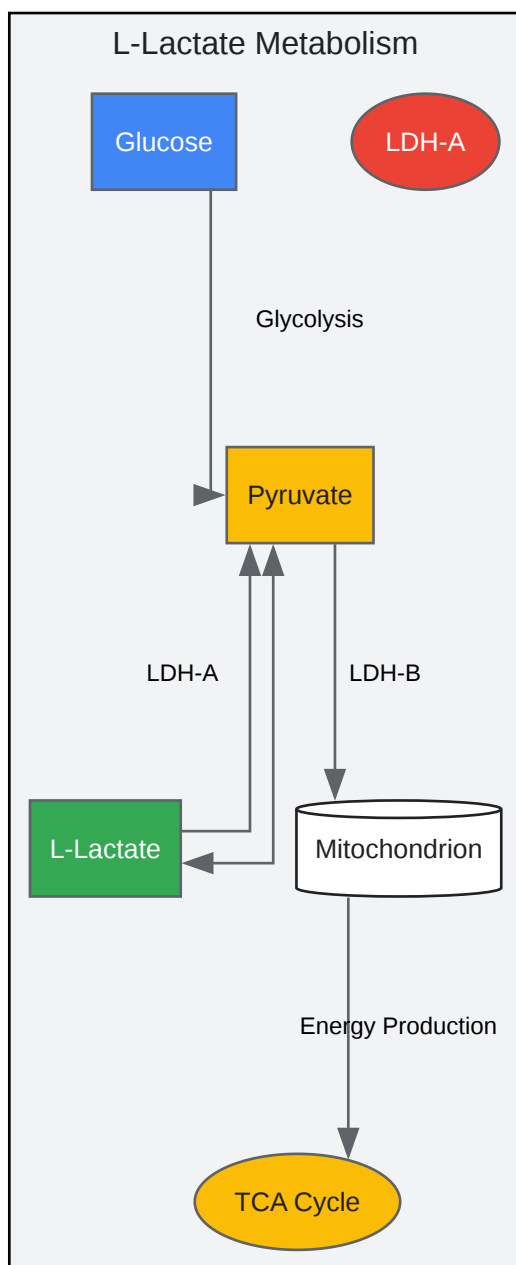 L-Lactate Metabolism
Glucose
LDH-A
Glycolysis
Pyruvate
LDH-A
LDH-B
L-Lactate
Mitochondrion
Energy Production
TCA Cycle